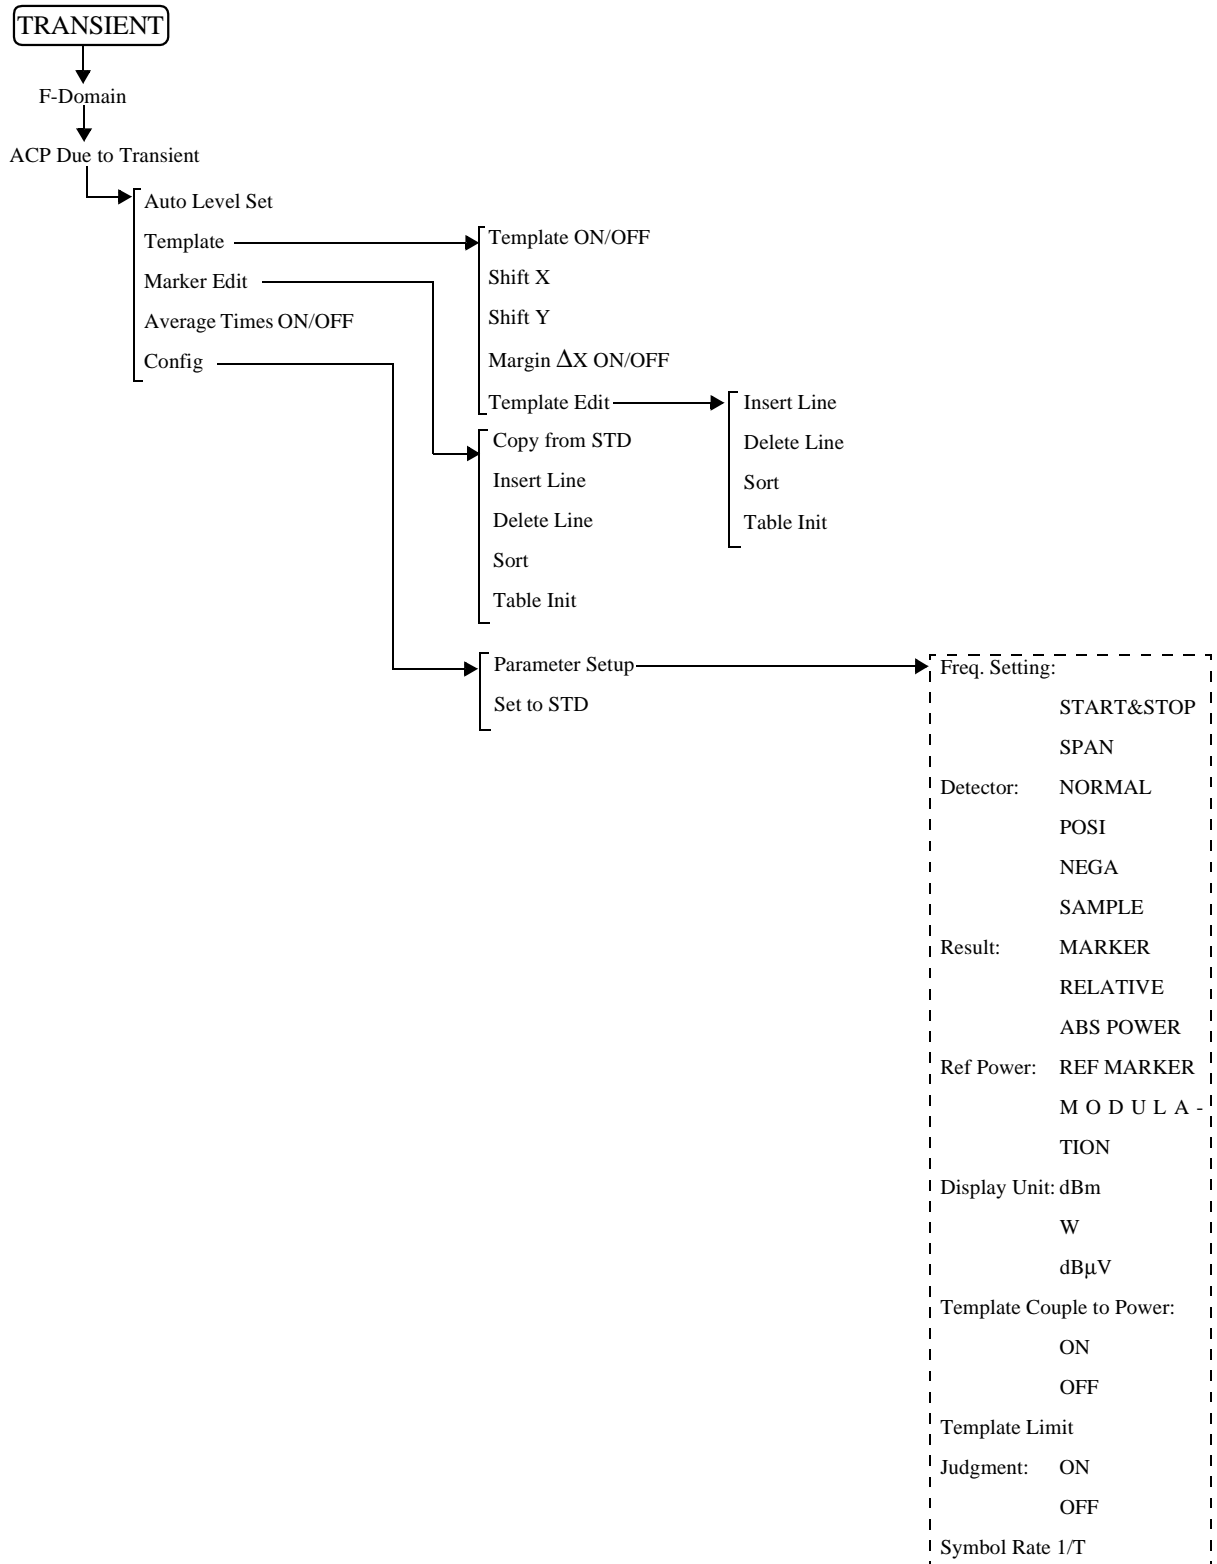 TRANSIENT
F-Domain
ACP Due to Transient
Auto Level Set
Template
Marker Edit
Average Times ON/OFF
Config
Template ON/OFF
Shift X
Shift Y
Margin ΔX ON/OFF
Template Edit
Insert Line
Delete Line
Sort
Table Init
Copy from STD
Insert Line
Delete Line
Sort
Table Init
Parameter Setup
Set to STD
Freq. Setting:
START&STOP
SPAN
Detector: NORMAL
POSI
NEGA
SAMPLE
Result: MARKER
RELATIVE
ABS POWER
Ref Power: REF MARKER
MODULA-
TION
Display Unit: dBm
W
dBµV
Template Couple to Power:
ON
OFF
Template Limit
Judgment: ON
OFF
Symbol Rate 1/T